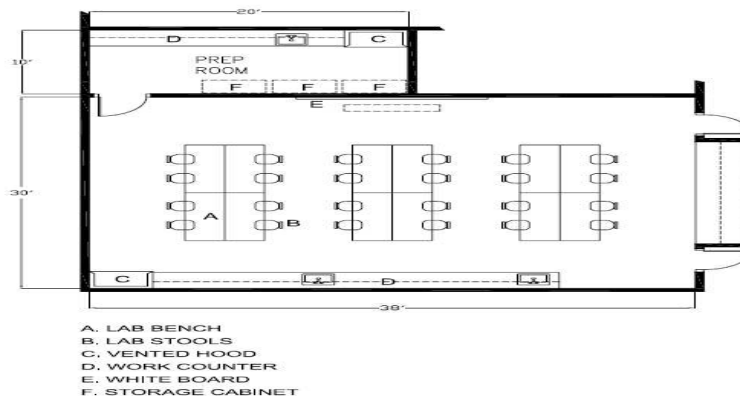 20'
D
C
10'
PREP
ROOM
F F F
E
30'
A
B
C
D
38'
A. LAB BENCH
B. LAB STOOLS
C. VENTED HOOD
D. WORK COUNTER
E. WHITE BOARD
F. STORAGE CABINET